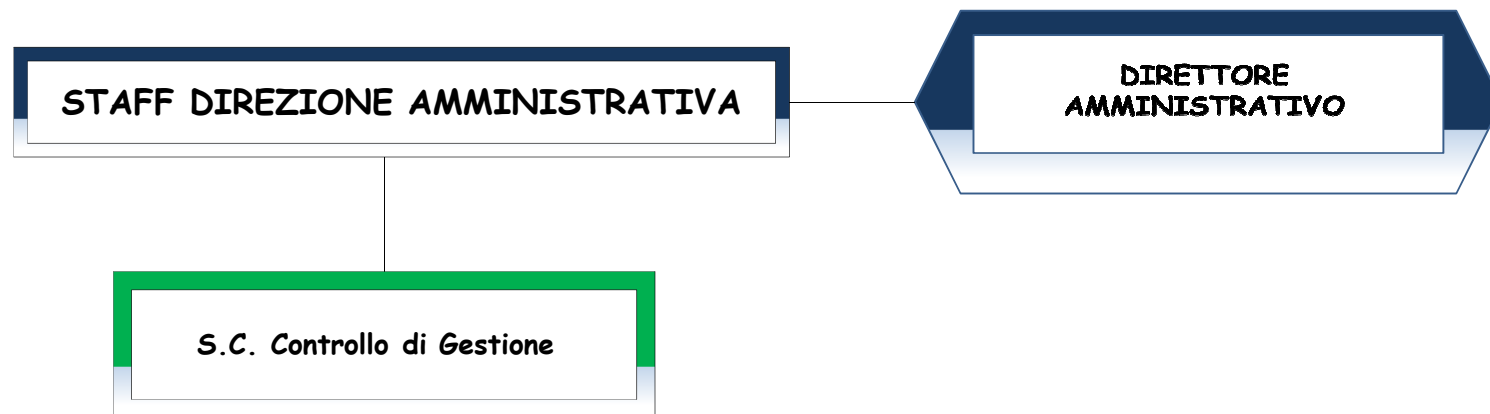 STAFF DIREZIONE AMMINISTRATIVA
DIRETTORE
AMMINISTRATIVO
S.C. Controllo di Gestione